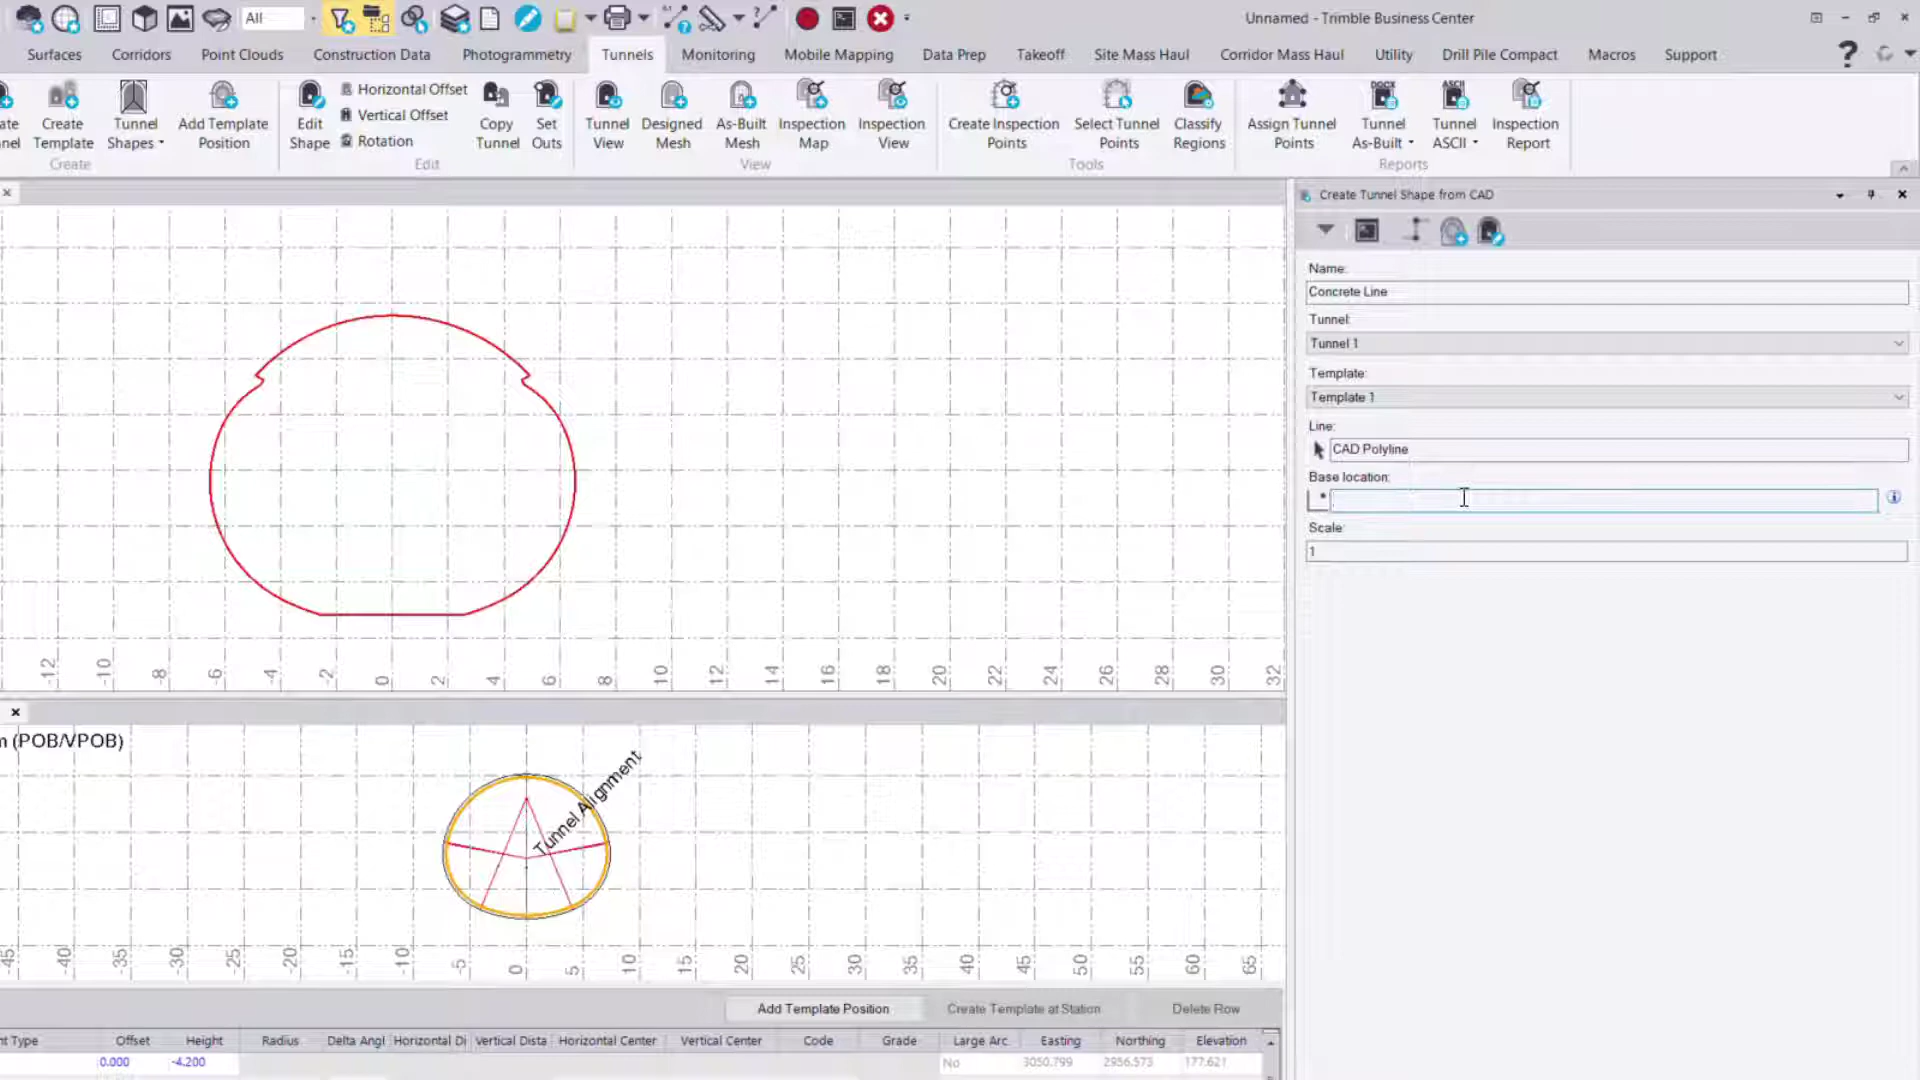 All
Unnamed - Trimble Business Center
Surfaces Corridors Point Clouds Construction Data Photogrammetry Tunnels Monitoring Mobile Mapping Data Prep Takeoff Site Mass Haul Corridor Mass Haul Utility Drill Pile Compact Macros Support
Create Template
Tunnel Shapes
Add Template Position
Create
Edit Shape
Horizontal Offset
Vertical Offset
Rotation
Copy Tunnel
Set Outs
Edit
Tunnel View
Designed Mesh
As-Built Mesh
Inspection Map
Inspection View
View
Create Inspection Points
Select Tunnel Points
Classify Regions
Tools
Assign Tunnel Points
DOCX
Tunnel As-Built
ASCII
Tunnel ASCII
Inspection Report
Reports
Create Tunnel Shape from CAD
Name:
Concrete Line
Tunnel:
Tunnel 1
Template:
Template 1
Line:
CAD Polyline
Base location:
Scale:
1
-12 -10 -8 -6 -4 -2 0 2 4 6 8 10 12 14 16 18 20 22 24 26 28 30 32
(POB/VPOB)
Tunnel Alignment
-45 -40 -35 -30 -25 -20 -15 -10 -5 0 5 10 15 20 25 30 35 40 45 50 55 60 65
Add Template Position Create Template at Station Delete Row
Type Offset Height Radius Delta Angl Horizontal Di Vertical Dista Horizontal Center Vertical Center Code Grade Large Arc Easting Northing Elevation
0.000 -4.200 No 3050.799 2956.573 177.621